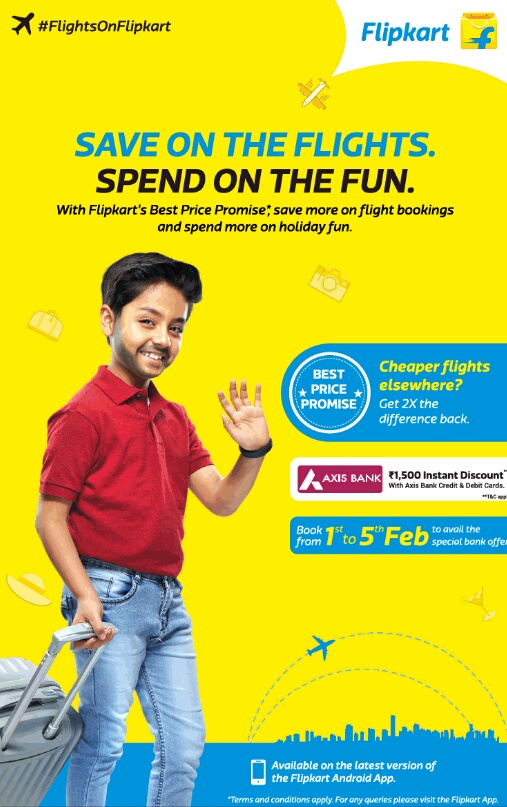 #FlightsOnFlipkart
Flipkart
SAVE ON THE FLIGHTS.
SPEND ON THE FUN.
With Flipkart's Best Price Promise*, save more on flight bookings
and spend more on holiday fun.
BEST
PRICE
PROMISE
Cheaper flights
elsewhere?
Get 2X the
difference back.
AXIS BANK
₹1,500 Instant Discount**
With Axis Bank Credit & Debit Cards.
**T&C appl
Book
from 1st to 5th Feb
to avail the
special bank offer
Available on the latest version of
the Flipkart Android App.
*Terms and conditions apply. For any queries please visit the Flipkart App.